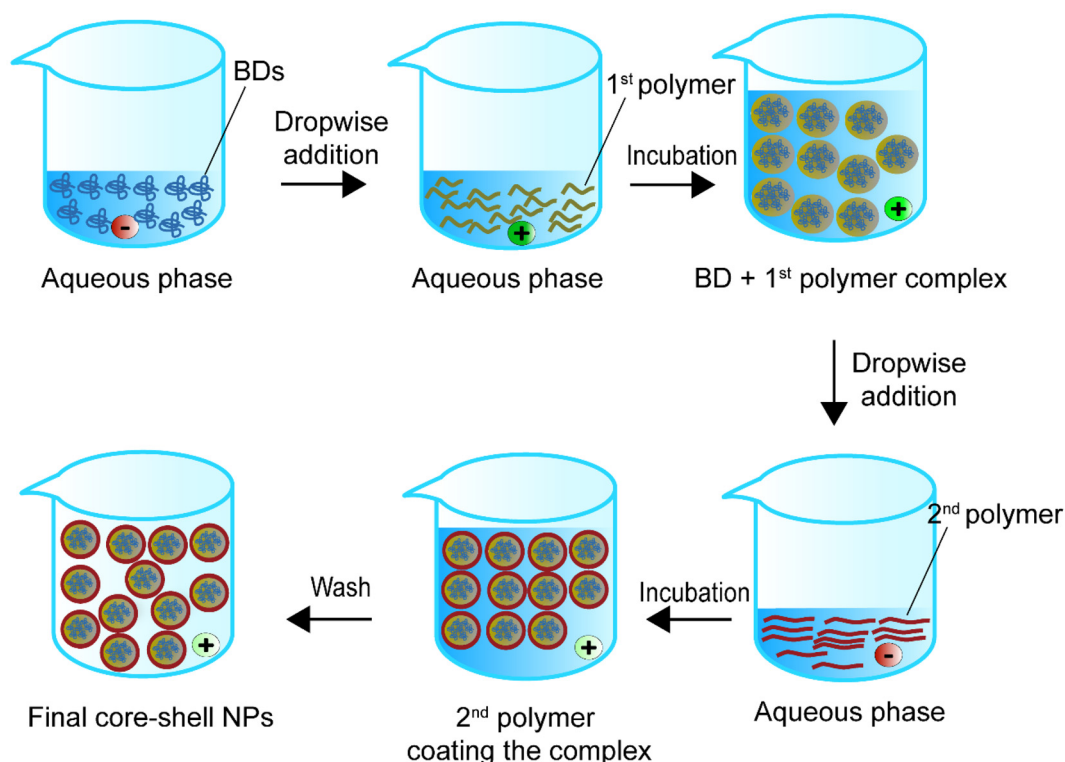 BDs
Dropwise
addition
1st polymer
Incubation
-
+
+
Aqueous phase
Aqueous phase
BD + 1st polymer complex
Dropwise
addition
2nd polymer
Wash
Incubation
+
+
-
Final core-shell NPs
2nd polymer
coating the complex
Aqueous phase